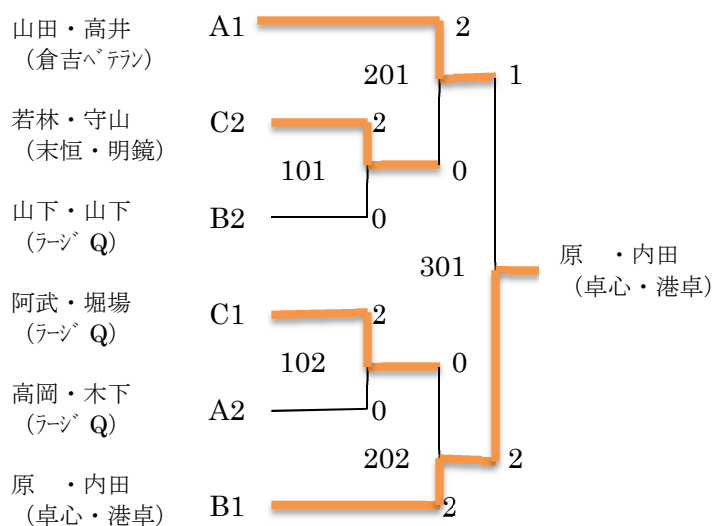 山田・高井 A1 2
（倉吉ﾍﾞﾃﾗﾝ）
201 1
若林・守山 C2 2
（末恒・明鏡）
101 0
山下・山下 B2 0
（ﾗｰｼﾞ Q）
301
原　・内田
（卓心・港卓）
阿武・堀場 C1 2
（ﾗｰｼﾞ Q）
102 0
高岡・木下 A2 0
（ﾗｰｼﾞ Q）
202 2
原　・内田 B1 2
（卓心・港卓）